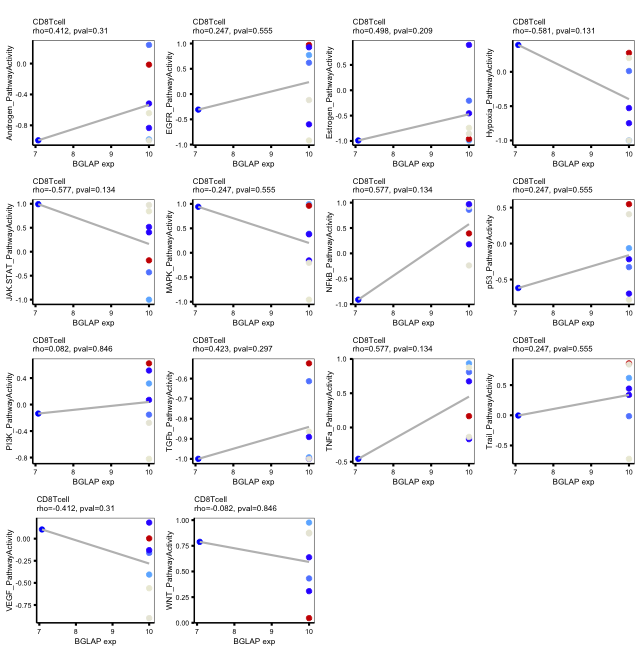 CD8Tcell
rho=0.412, pval=0.31
Androgen_PathwayActivity
0.0
-0.8
7 8 9 10
BGLAP exp
CD8Tcell
rho=0.247, pval=0.555
EGFR_PathwayActivity
1.0
0.5
0.0
-0.5
-1.0
7 8 9 10
BGLAP exp
CD8Tcell
rho=0.498, pval=0.209
Estrogen_PathwayActivity
1.0
0.5
0.0
-0.5
-1.0
7 8 9 10
BGLAP exp
CD8Tcell
rho=-0.581, pval=0.131
Hypoxia_PathwayActivity
0.0
-1.0
7 8 9 10
BGLAP exp
CD8Tcell
rho=-0.577, pval=0.134
JAK-STAT_PathwayActivity
1.0
0.5
0.0
-0.5
-1.0
7 8 9 10
BGLAP exp
CD8Tcell
rho=-0.247, pval=0.555
MAPK_PathwayActivity
1.0
0.5
0.0
-0.5
-1.0
7 8 9 10
BGLAP exp
CD8Tcell
rho=0.577, pval=0.134
NFkB_PathwayActivity
1.0
0.5
0.0
-0.5
-1.0
7 8 9 10
BGLAP exp
CD8Tcell
rho=0.247, pval=0.555
p53_PathwayActivity
0.5
0.0
-0.5
7 8 9 10
BGLAP exp
CD8Tcell
rho=0.082, pval=0.846
PI3K_PathwayActivity
0.4
0.0
-0.4
-0.8
7 8 9 10
BGLAP exp
CD8Tcell
rho=0.423, pval=0.297
TGFb_PathwayActivity
-0.6
-0.7
-0.8
-0.9
-1.0
7 8 9 10
BGLAP exp
CD8Tcell
rho=0.577, pval=0.134
TNFa_PathwayActivity
1.0
0.5
0.0
-0.5
7 8 9 10
BGLAP exp
CD8Tcell
rho=0.247, pval=0.555
Trail_PathwayActivity
0.5
0.0
-0.5
7 8 9 10
BGLAP exp
CD8Tcell
rho=-0.412, pval=0.31
VEGF_PathwayActivity
0.00
-0.25
-0.50
-0.75
7 8 9 10
BGLAP exp
CD8Tcell
rho=-0.082, pval=0.846
WNT_PathwayActivity
1.00
0.75
0.50
0.25
0.00
7 8 9 10
BGLAP exp